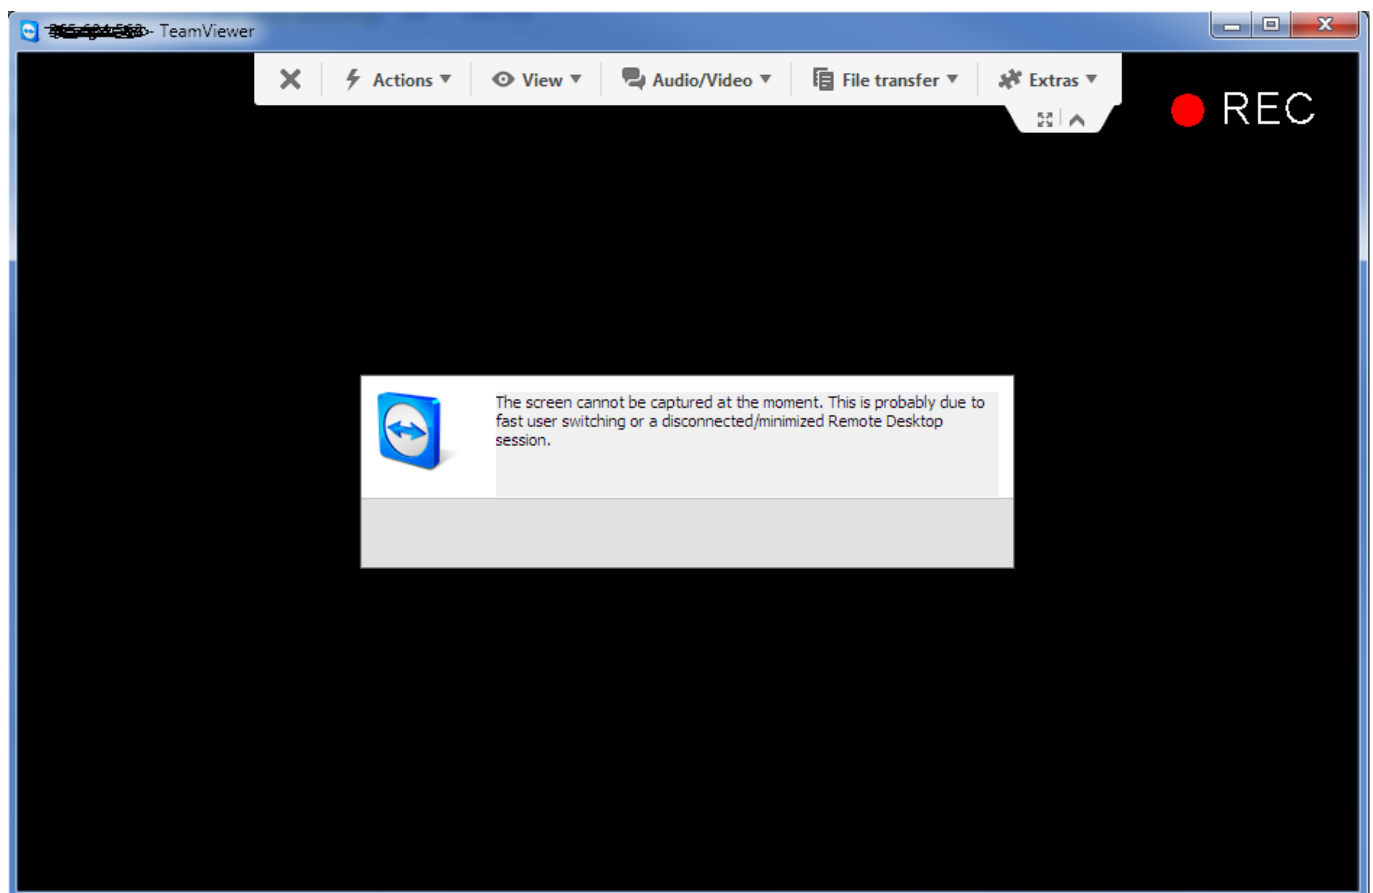 - TeamViewer
Actions
View
Audio/Video
File transfer
Extras
REC
The screen cannot be captured at the moment. This is probably due to
fast user switching or a disconnected/minimized Remote Desktop
session.